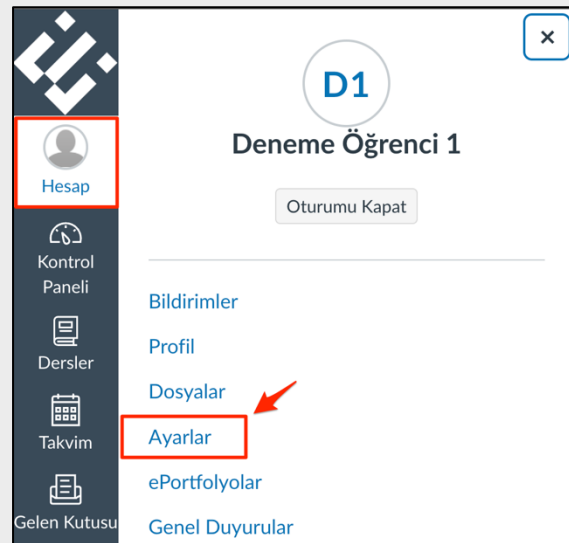 ×
D1
Deneme Öğrenci 1
Oturumu Kapat
Hesap
Kontrol
Paneli
Dersler
Takvim
Gelen Kutusu
Bildirimler
Profil
Dosyalar
Ayarlar
ePortfolyolar
Genel Duyurular